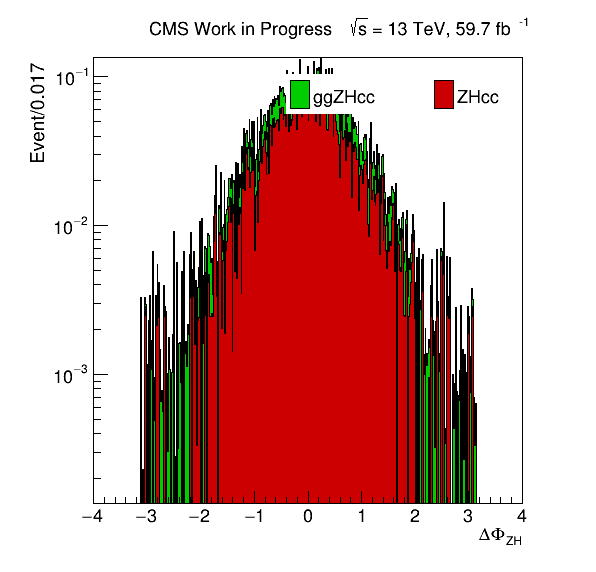 CMS Work in Progress √s = 13 TeV, 59.7 fb⁻¹
Event/0.017
10⁻¹
ggZHcc ZHcc
10⁻²
10⁻³
−4 −3 −2 −1 0 1 2 3 4
ΔΦ_ZH